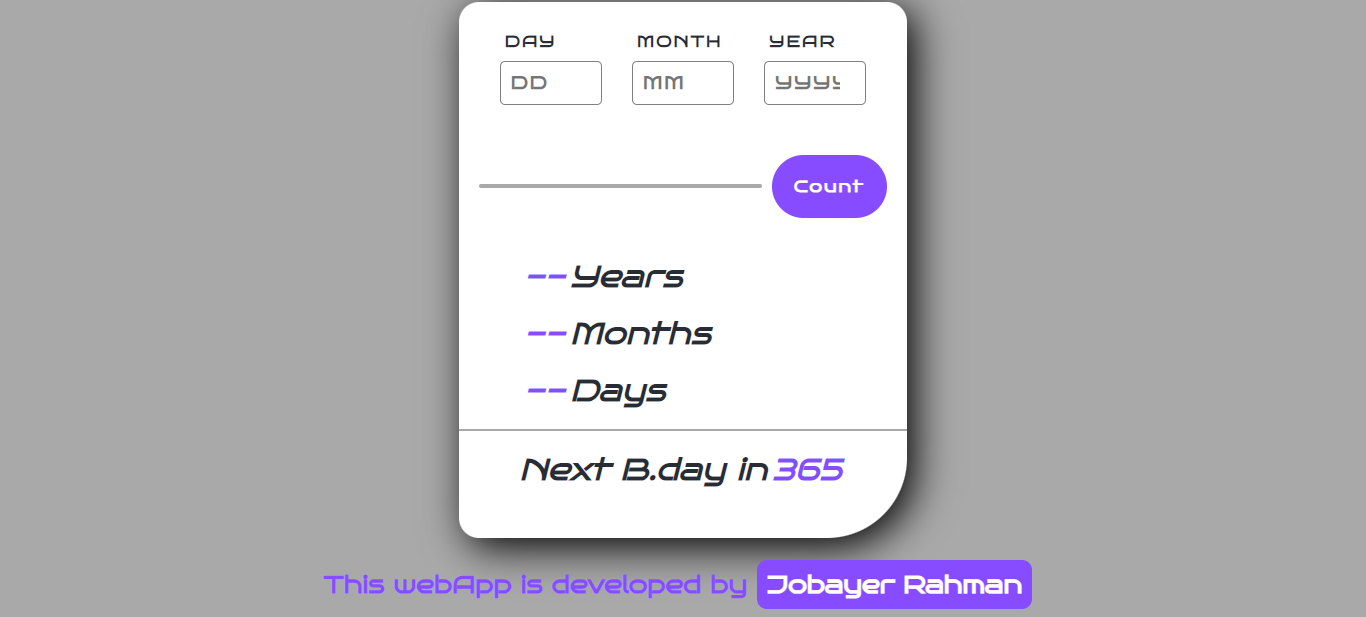 DAY MONTH YEAR
DD MM YYYY
Count
-- Years
-- Months
-- Days
Next B.day in 365
This webApp is developed by Jobayer Rahman